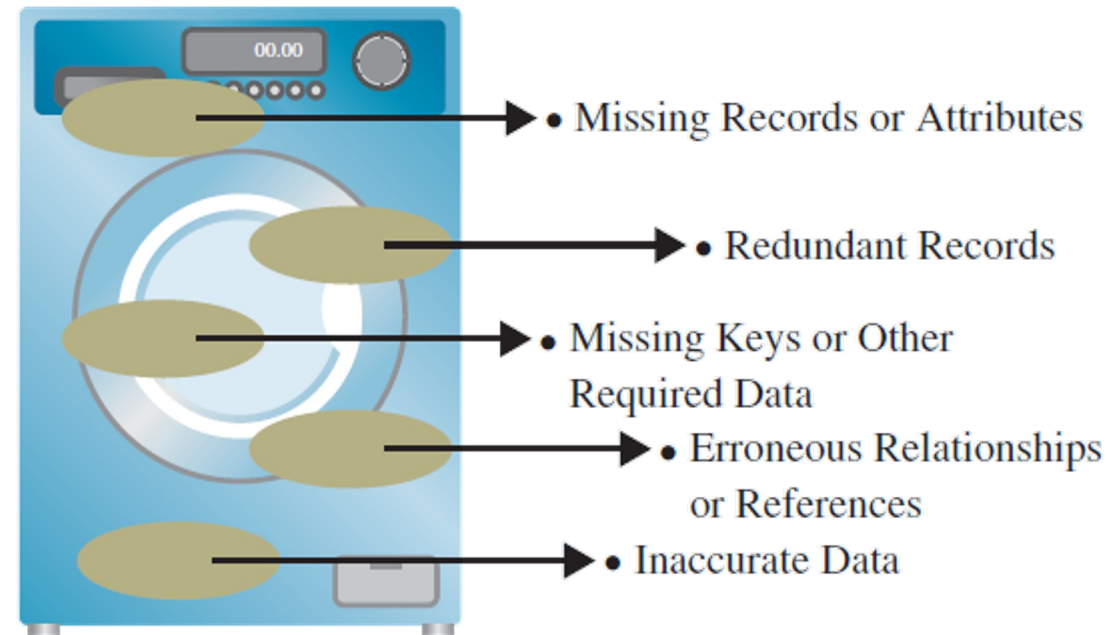 00.00
• Missing Records or Attributes
• Redundant Records
• Missing Keys or Other
Required Data
• Erroneous Relationships
or References
• Inaccurate Data